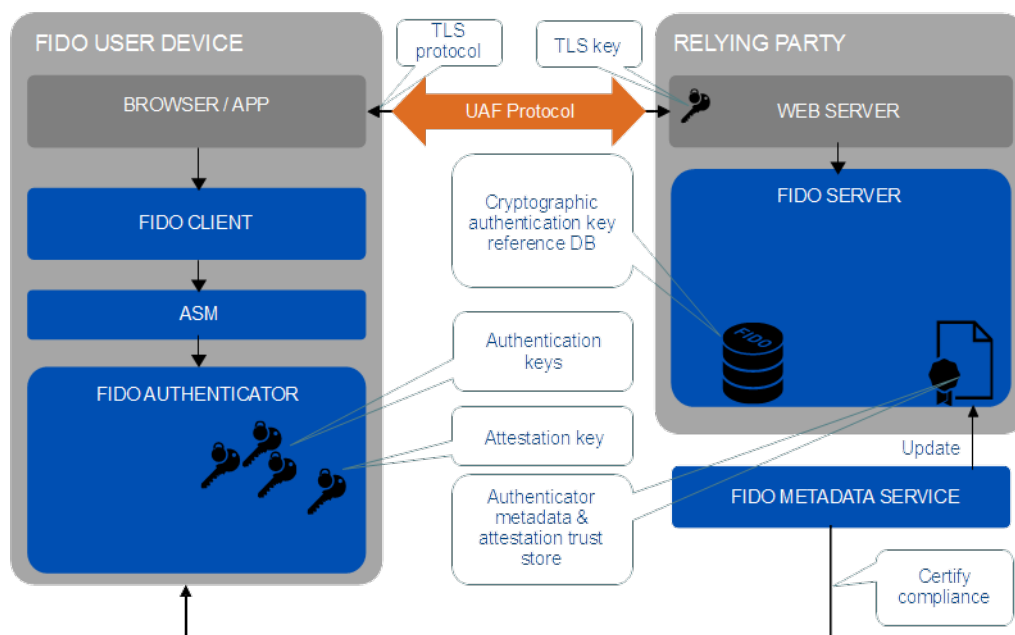 FIDO USER DEVICE
TLS
protocol
TLS key
RELYING PARTY
BROWSER / APP
UAF Protocol
WEB SERVER
FIDO CLIENT
Cryptographic
authentication key
reference DB
FIDO SERVER
ASM
FIDO
Authentication
keys
FIDO AUTHENTICATOR
Attestation key
Update
Authenticator
metadata &
attestation trust
store
FIDO METADATA SERVICE
Certify
compliance